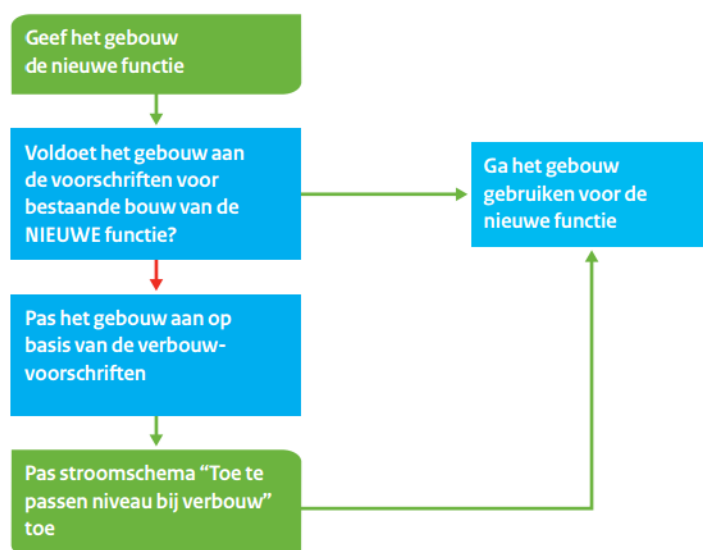 Geef het gebouw
de nieuwe functie
Voldoet het gebouw aan
de voorschriften voor
bestaande bouw van de
NIEUWE functie?
Ga het gebouw
gebruiken voor de
nieuwe functie
Pas het gebouw aan op
basis van de verbouw-
voorschriften
Pas stroomschema “Toe te
passen niveau bij verbouw”
toe